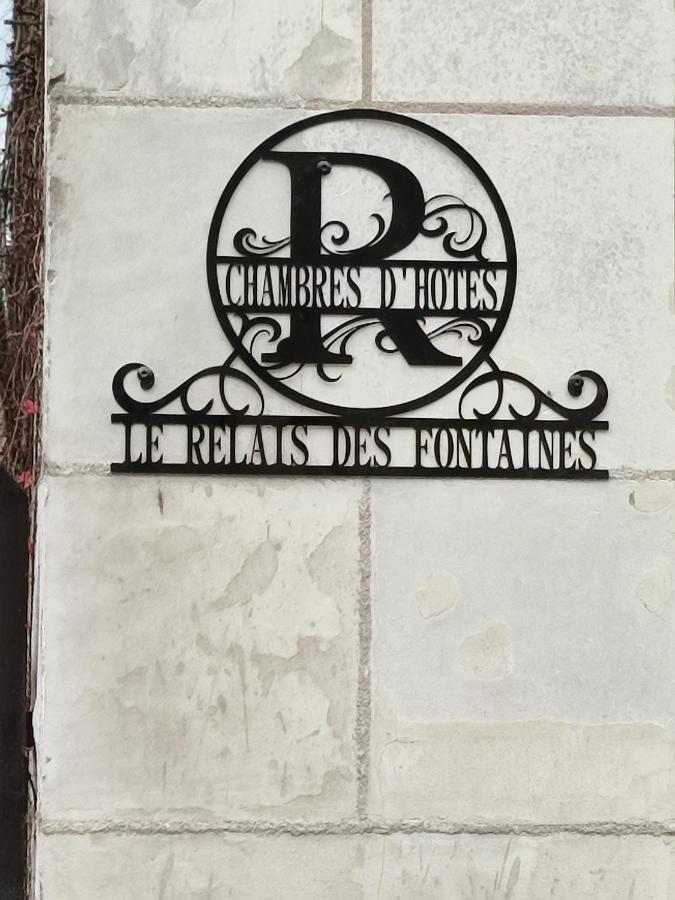 R
CHAMBRES D'HOTES
LE RELAIS DES FONTAINES